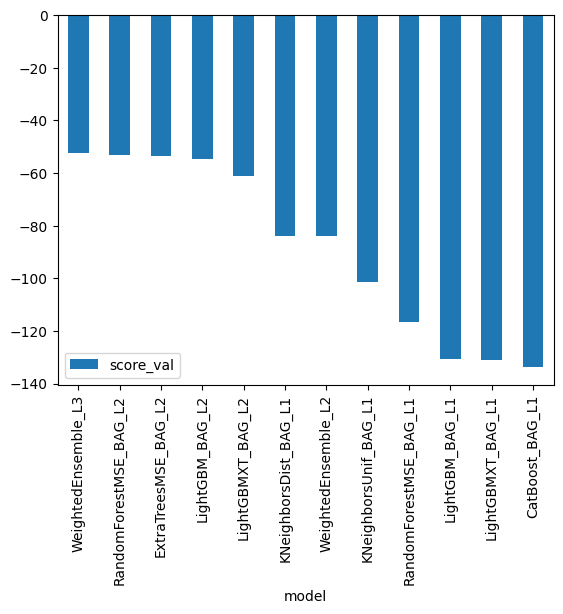 0
−20
−40
−60
−80
−100
−120
−140
score_val
WeightedEnsemble_L3
RandomForestMSE_BAG_L2
ExtraTreesMSE_BAG_L2
LightGBM_BAG_L2
LightGBMXT_BAG_L2
KNeighborsDist_BAG_L1
WeightedEnsemble_L2
KNeighborsUnif_BAG_L1
RandomForestMSE_BAG_L1
LightGBM_BAG_L1
LightGBMXT_BAG_L1
CatBoost_BAG_L1
model